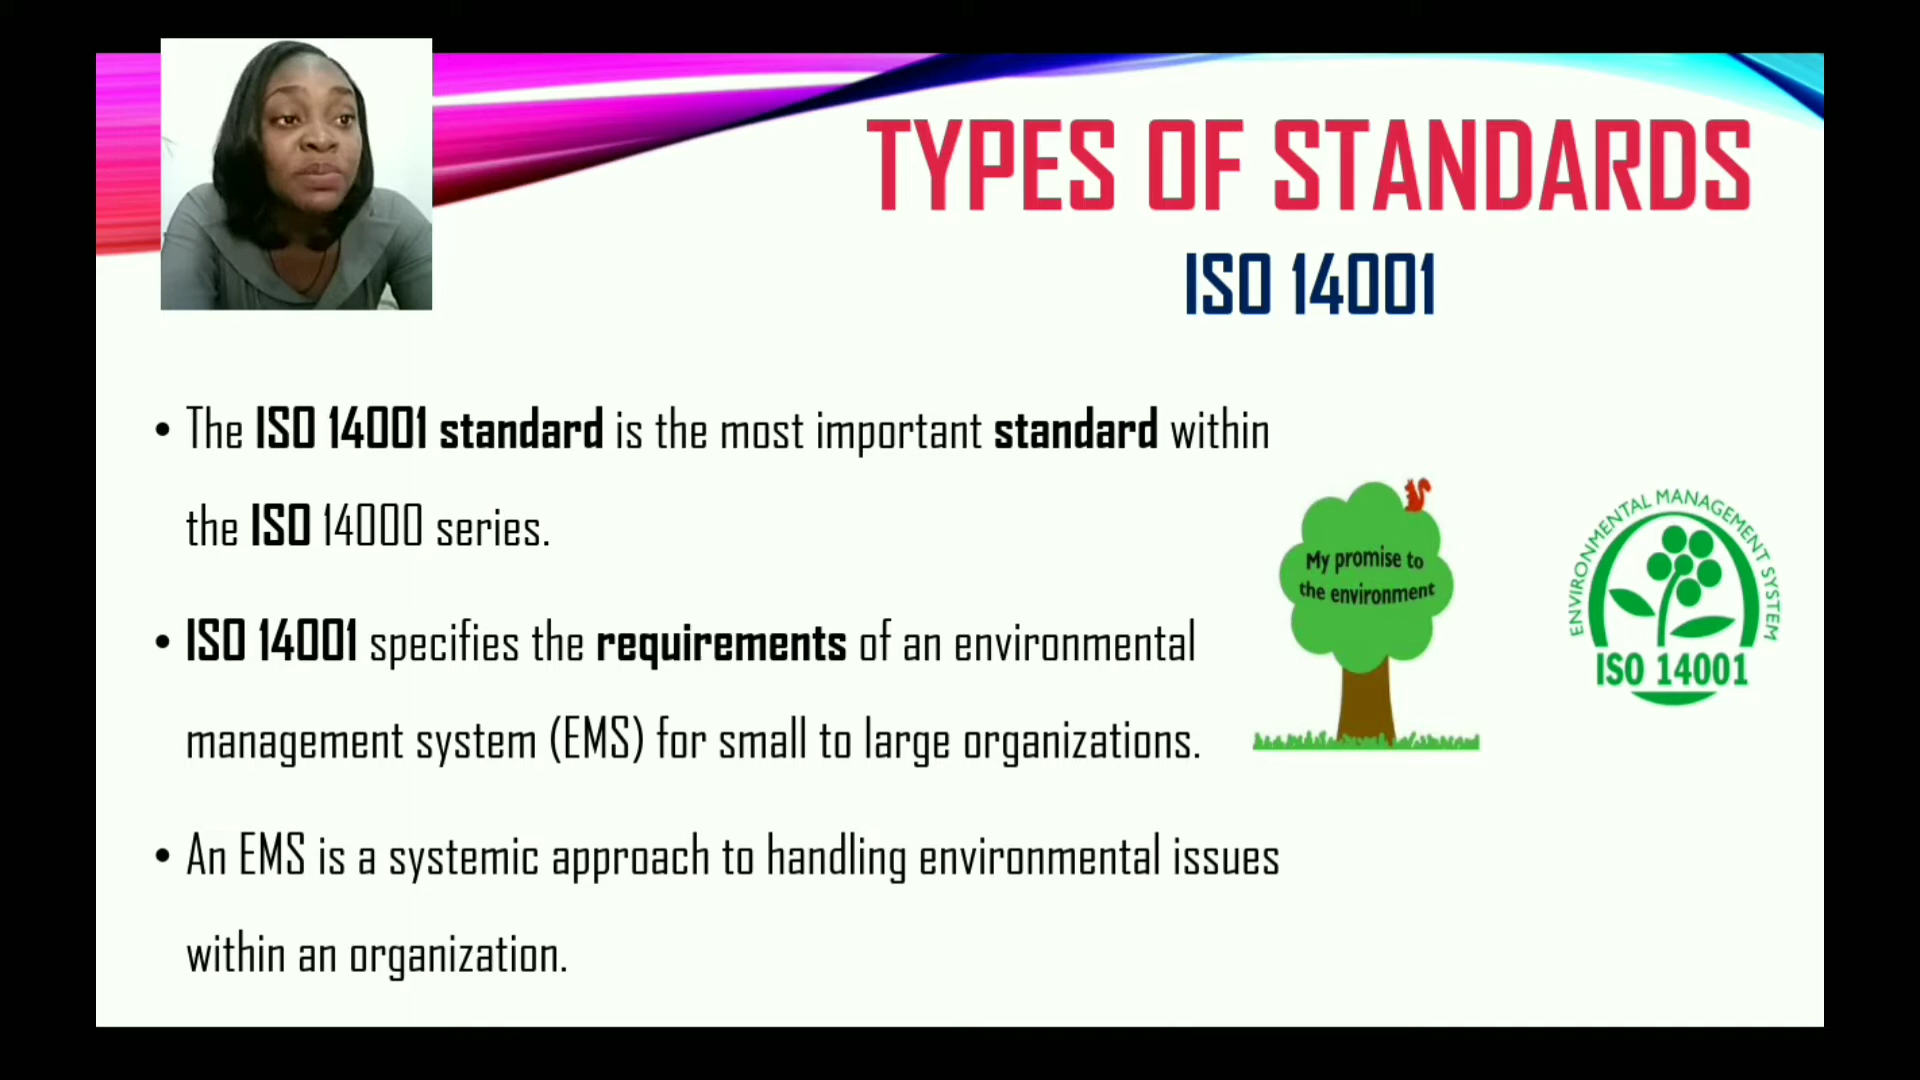 TYPES OF STANDARDS
ISO 14001
• The ISO 14001 standard is the most important standard within
the ISO 14000 series.
• ISO 14001 specifies the requirements of an environmental
management system (EMS) for small to large organizations.
• An EMS is a systemic approach to handling environmental issues
within an organization.
My promise to
the environment
ENVIRONMENTAL MANAGEMENT SYSTEM
ISO 14001